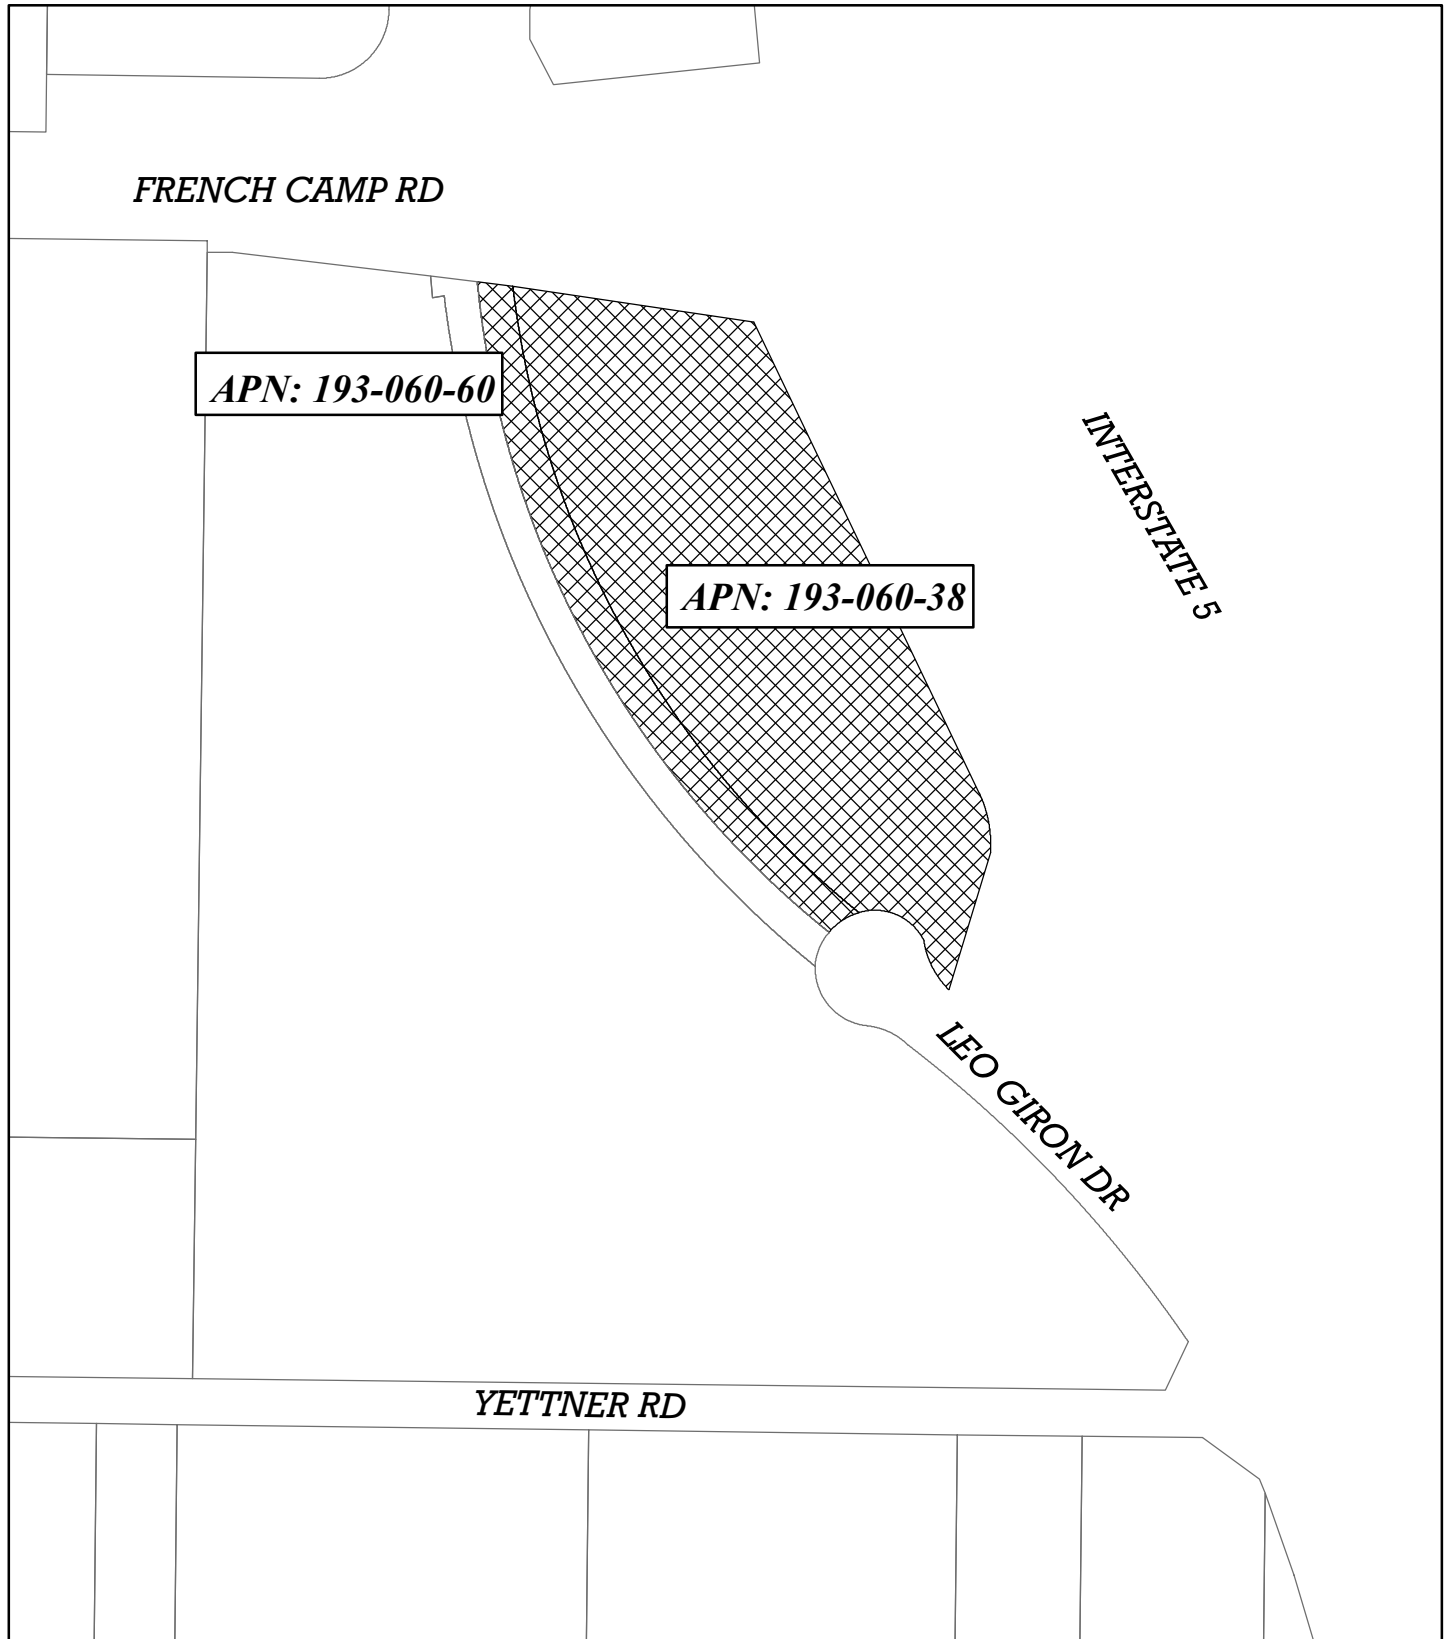 FRENCH CAMP RD
APN: 193-060-60
INTERSTATE 5
APN: 193-060-38
LEO GIRON DR
YETTNER RD